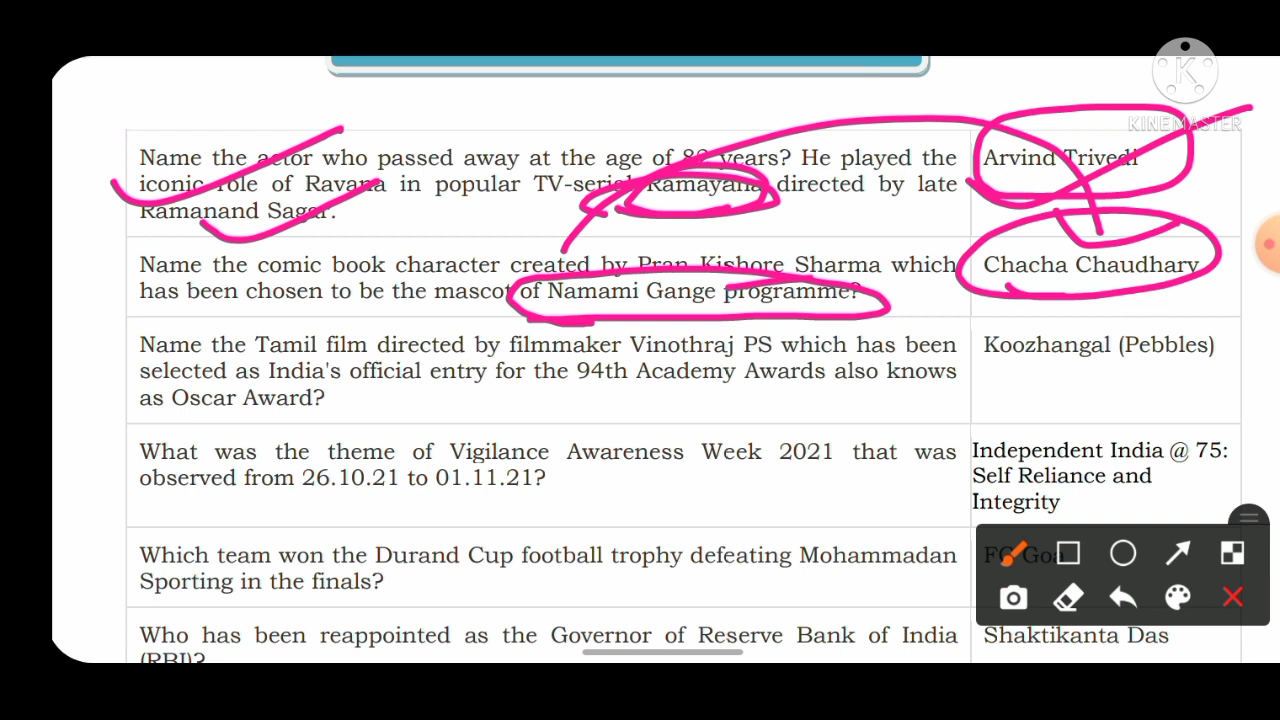 KINEMASTER
Name the actor who passed away at the age of years? He played the
iconic role of Ravana in popular TV-serial Ramayana directed by late
Ramanand Sagar.
Arvind Trivedi
Name the comic book character created by Pran Kishore Sharma which
has been chosen to be the mascot of Namami Gange programme?
Chacha Chaudhary
Name the Tamil film directed by filmmaker Vinothraj PS which has been
selected as India's official entry for the 94th Academy Awards also knows
as Oscar Award?
Koozhangal (Pebbles)
What was the theme of Vigilance Awareness Week 2021 that was
observed from 26.10.21 to 01.11.21?
Independent India @ 75:
Self Reliance and
Integrity
Which team won the Durand Cup football trophy defeating Mohammadan
Sporting in the finals?
FC Goa
Who has been reappointed as the Governor of Reserve Bank of India
(RBI)?
Shaktikanta Das